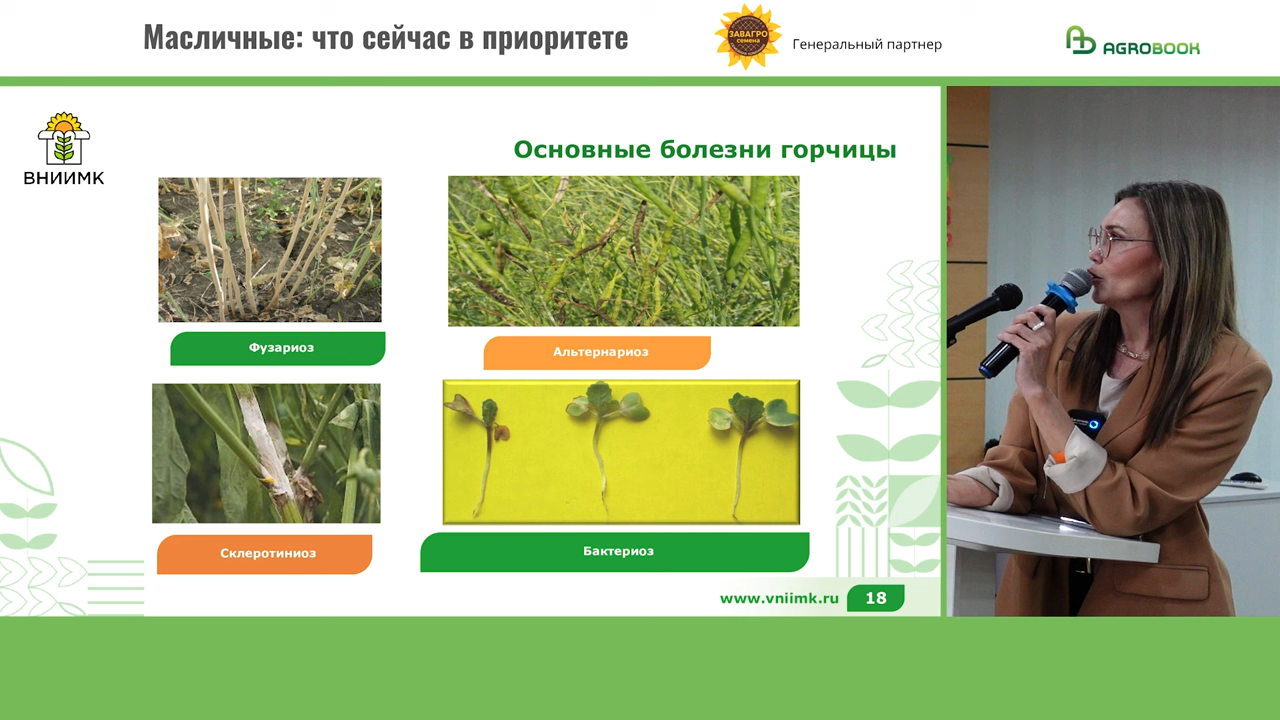 Масличные: что сейчас в приоритете
ЗАВАГРО
семена
Генеральный партнер
AGROBOOK
ВНИИМК
Основные болезни горчицы
Фузариоз
Альтернариоз
Склеротиниоз
Бактериоз
www.vniimk.ru
18